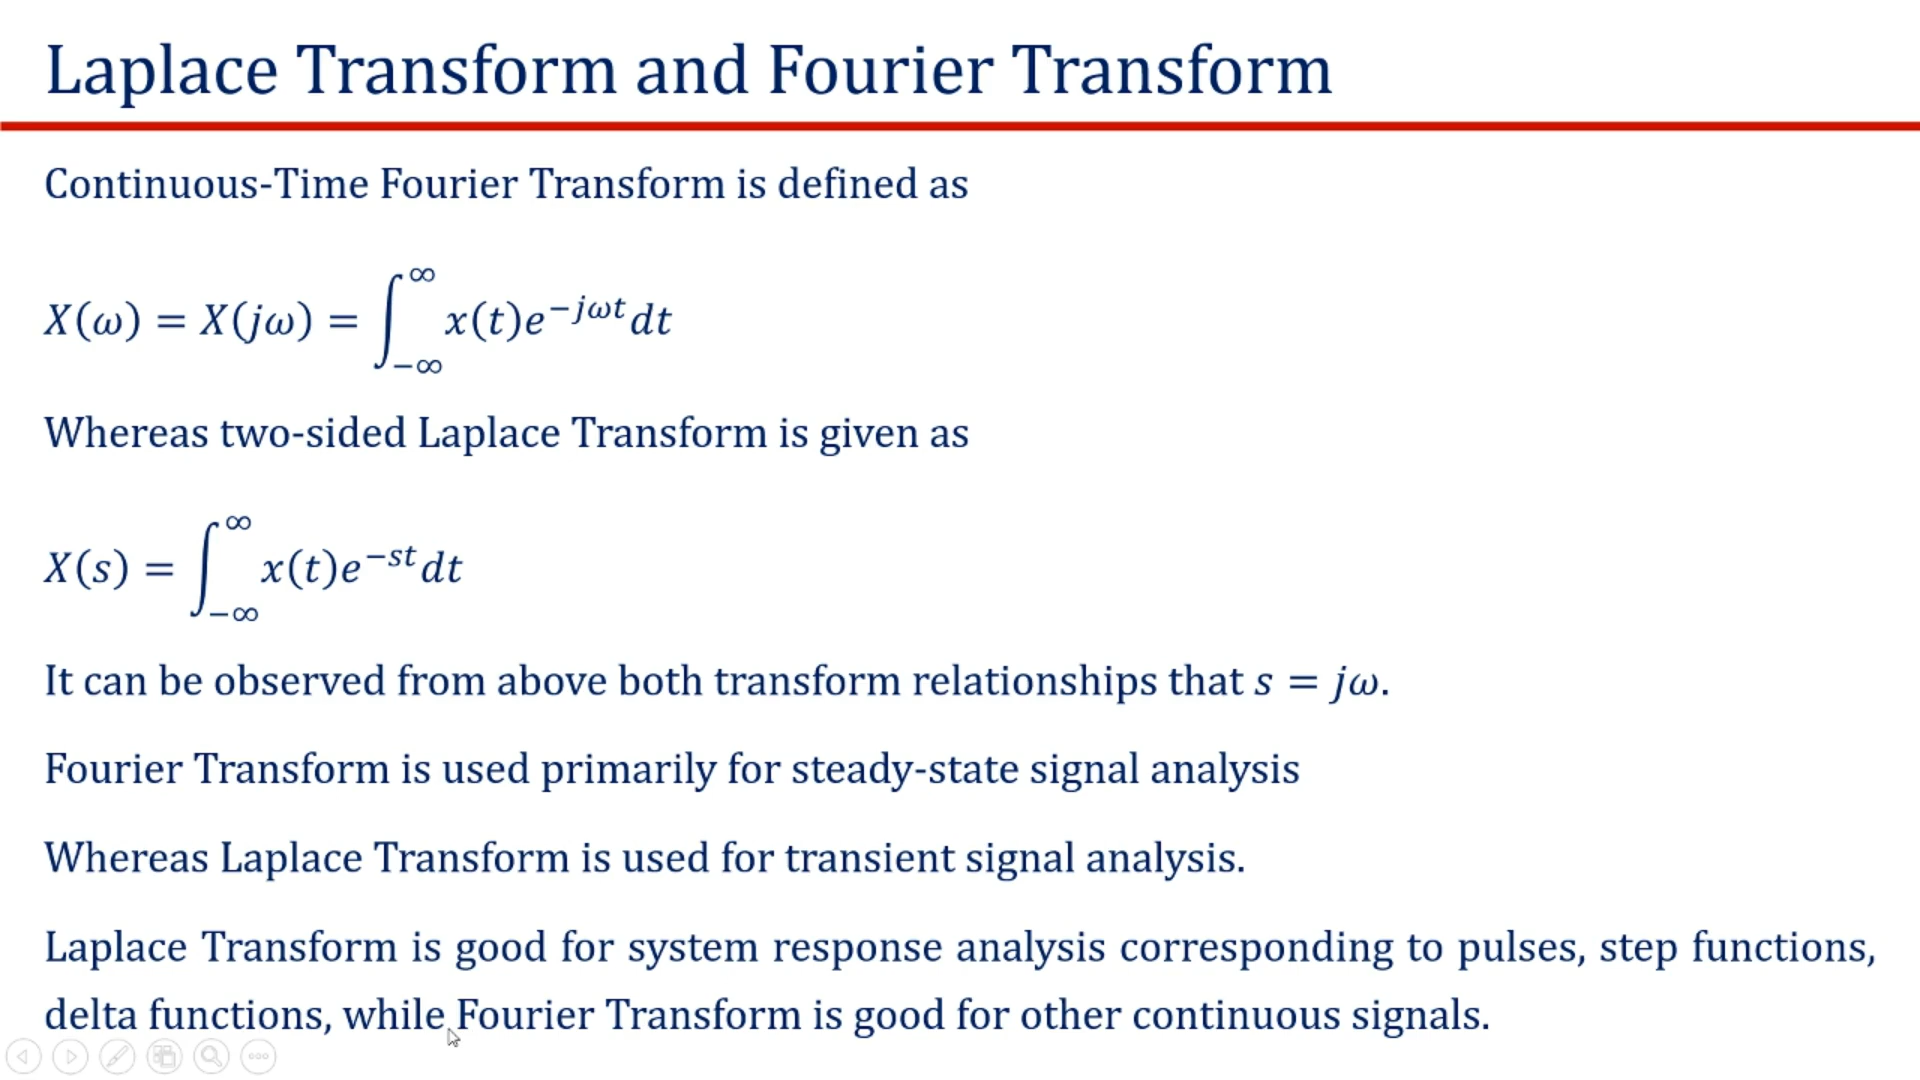 Laplace Transform and Fourier Transform
Continuous-Time Fourier Transform is defined as
X(ω) = X(jω) = ∫_{−∞}^{∞} x(t)e^{−jωt}dt
Whereas two-sided Laplace Transform is given as
X(s) = ∫_{−∞}^{∞} x(t)e^{−st}dt
It can be observed from above both transform relationships that s = jω.
Fourier Transform is used primarily for steady-state signal analysis
Whereas Laplace Transform is used for transient signal analysis.
Laplace Transform is good for system response analysis corresponding to pulses, step functions,
delta functions, while Fourier Transform is good for other continuous signals.